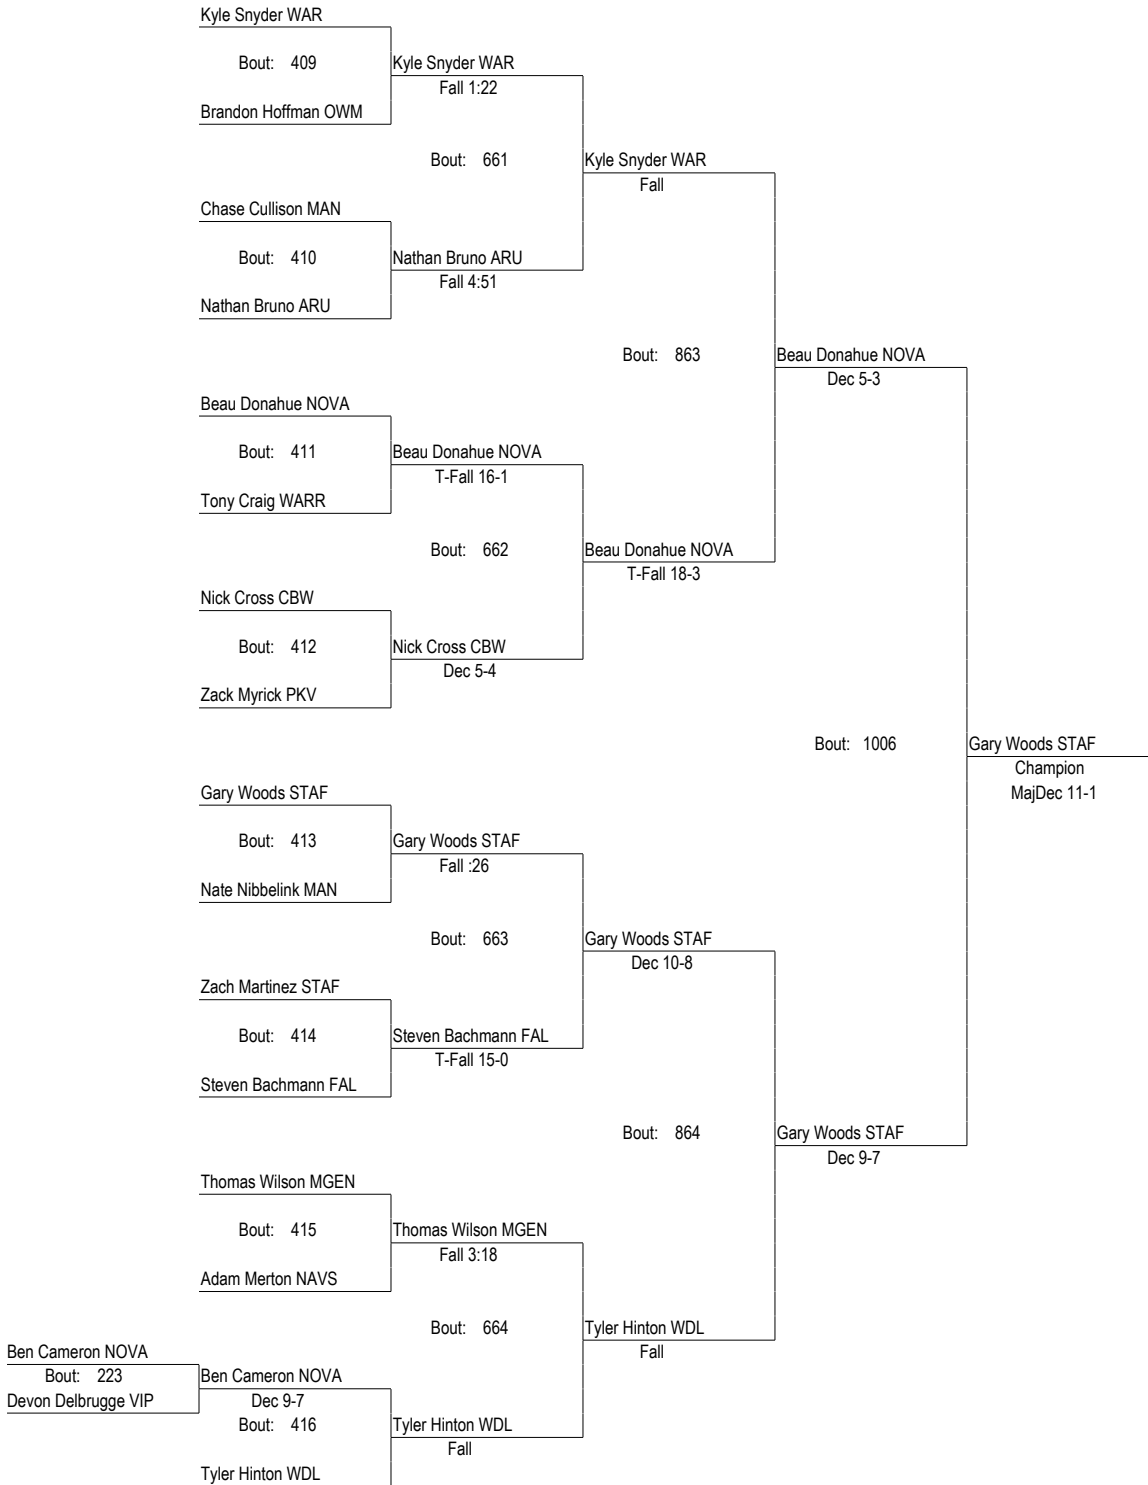 Kyle Snyder WAR
Bout: 409
Kyle Snyder WAR
Fall 1:22
Brandon Hoffman OWM
Bout: 661
Kyle Snyder WAR
Fall
Chase Cullison MAN
Bout: 410
Nathan Bruno ARU
Fall 4:51
Nathan Bruno ARU
Bout: 863
Beau Donahue NOVA
Dec 5-3
Beau Donahue NOVA
Bout: 411
Beau Donahue NOVA
T-Fall 16-1
Tony Craig WARR
Bout: 662
Beau Donahue NOVA
T-Fall 18-3
Nick Cross CBW
Bout: 412
Nick Cross CBW
Dec 5-4
Zack Myrick PKV
Bout: 1006
Gary Woods STAF
Champion
MajDec 11-1
Gary Woods STAF
Bout: 413
Gary Woods STAF
Fall :26
Nate Nibbelink MAN
Bout: 663
Gary Woods STAF
Dec 10-8
Zach Martinez STAF
Bout: 414
Steven Bachmann FAL
T-Fall 15-0
Steven Bachmann FAL
Bout: 864
Gary Woods STAF
Dec 9-7
Thomas Wilson MGEN
Bout: 415
Thomas Wilson MGEN
Fall 3:18
Adam Merton NAVS
Bout: 664
Tyler Hinton WDL
Fall
Ben Cameron NOVA
Bout: 223
Ben Cameron NOVA
Devon Delbrugge VIP
Dec 9-7
Bout: 416
Tyler Hinton WDL
Fall
Tyler Hinton WDL